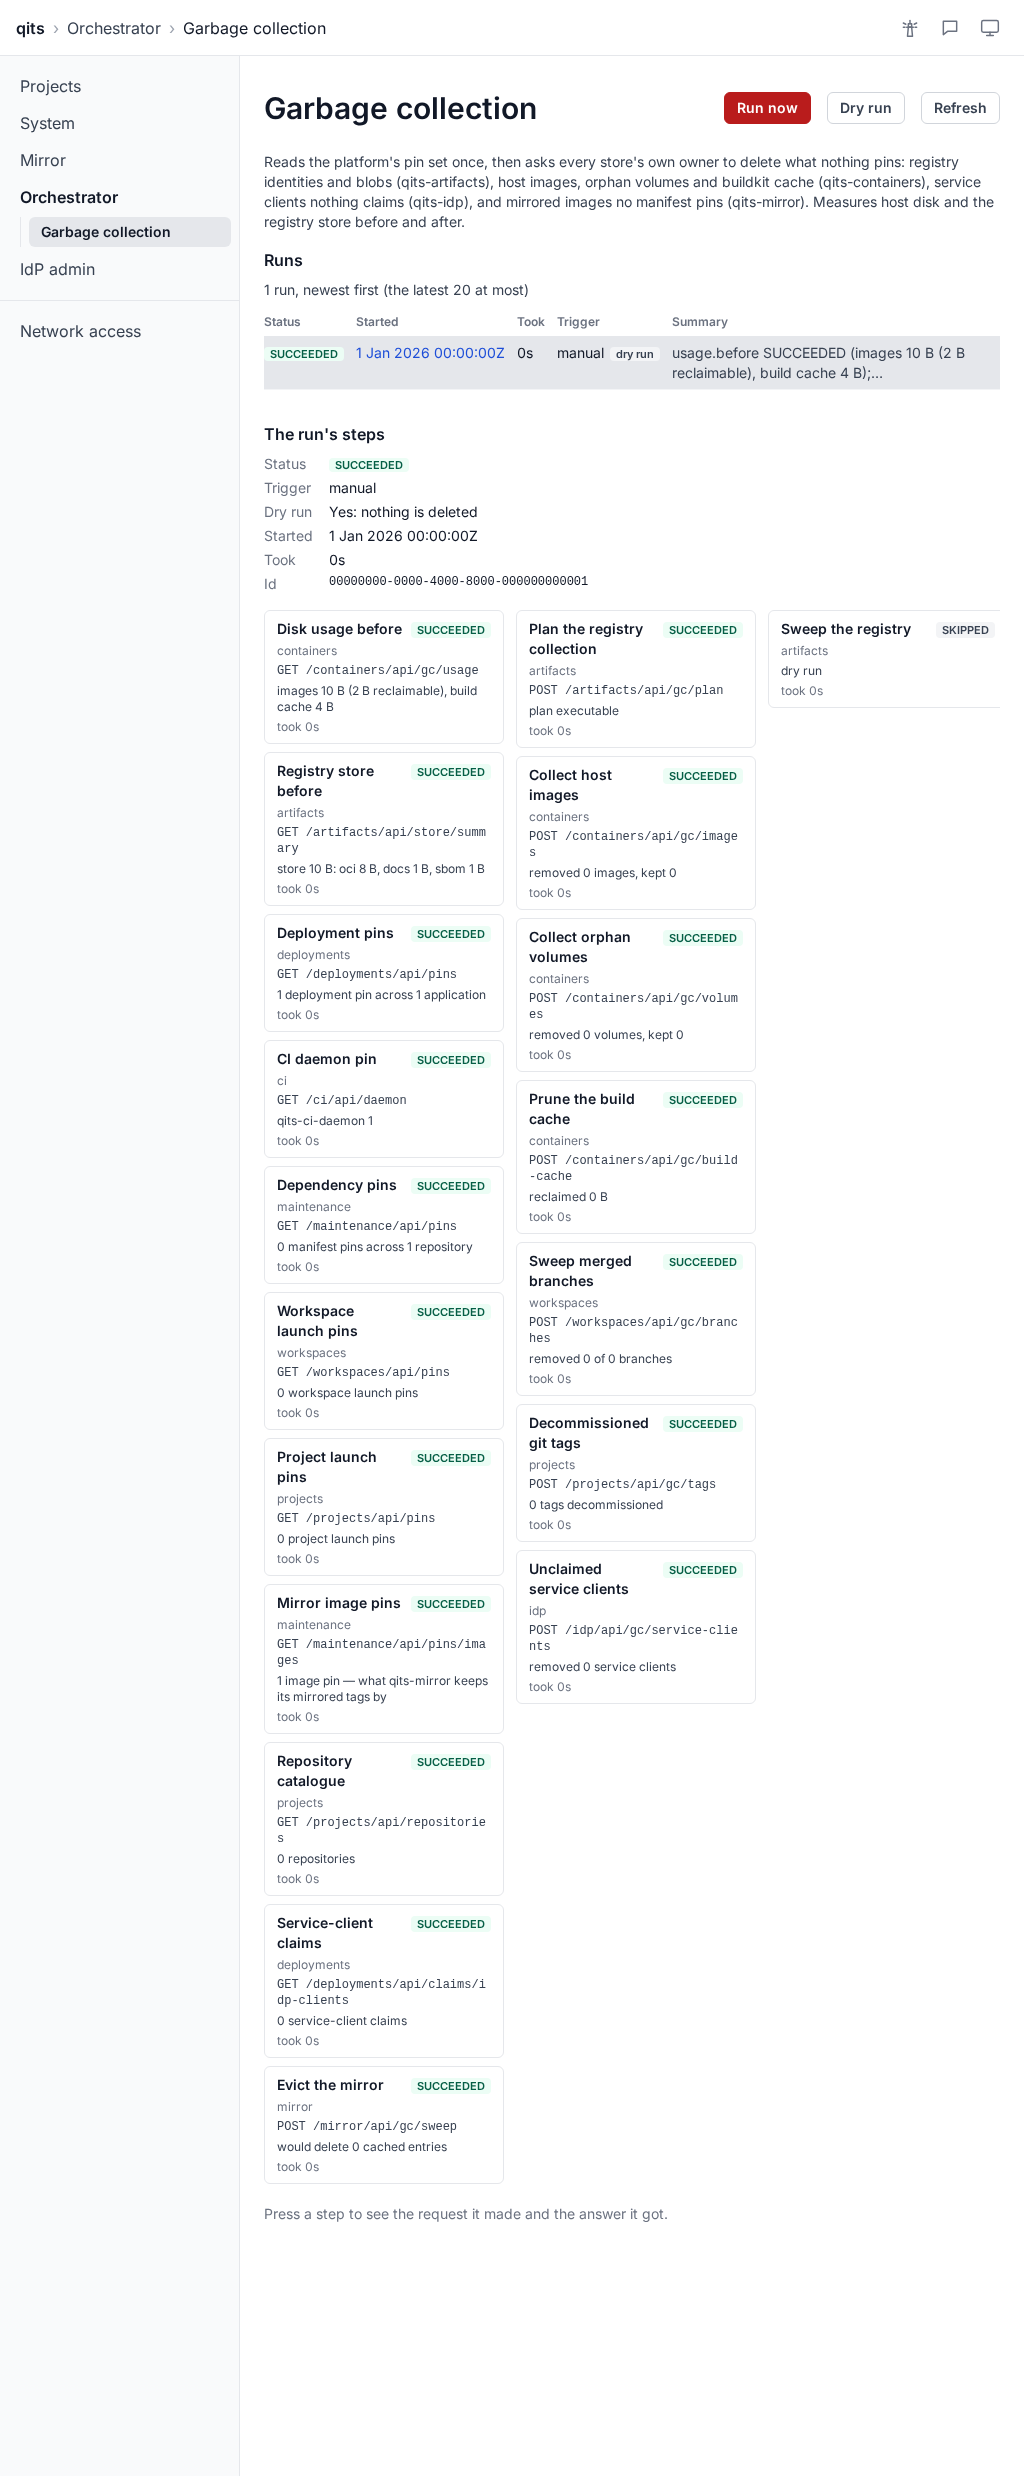 qits › Orchestrator › Garbage collection
Projects
System
Mirror
Orchestrator
Garbage collection
IdP admin
Network access
Garbage collection
Run now
Dry run
Refresh
Reads the platform's pin set once, then asks every store's own owner to delete what nothing pins: registry
identities and blobs (qits-artifacts), host images, orphan volumes and buildkit cache (qits-containers), service
clients nothing claims (qits-idp), and mirrored images no manifest pins (qits-mirror). Measures host disk and the
registry store before and after.
Runs
1 run, newest first (the latest 20 at most)
Status Started Took Trigger Summary
SUCCEEDED 1 Jan 2026 00:00:00Z 0s manual dry run usage.before SUCCEEDED (images 10 B (2 B
reclaimable), build cache 4 B);...
The run's steps
Status SUCCEEDED
Trigger manual
Dry run Yes: nothing is deleted
Started 1 Jan 2026 00:00:00Z
Took 0s
Id 00000000-0000-4000-8000-000000000001
Disk usage before SUCCEEDED
containers
GET /containers/api/gc/usage
images 10 B (2 B reclaimable), build
cache 4 B
took 0s
Registry store
before
SUCCEEDED
artifacts
GET /artifacts/api/store/summ
ary
store 10 B: oci 8 B, docs 1 B, sbom 1 B
took 0s
Deployment pins SUCCEEDED
deployments
GET /deployments/api/pins
1 deployment pin across 1 application
took 0s
CI daemon pin SUCCEEDED
ci
GET /ci/api/daemon
qits-ci-daemon 1
took 0s
Dependency pins SUCCEEDED
maintenance
GET /maintenance/api/pins
0 manifest pins across 1 repository
took 0s
Workspace
launch pins
SUCCEEDED
workspaces
GET /workspaces/api/pins
0 workspace launch pins
took 0s
Project launch
pins
SUCCEEDED
projects
GET /projects/api/pins
0 project launch pins
took 0s
Mirror image pins SUCCEEDED
maintenance
GET /maintenance/api/pins/ima
ges
1 image pin — what qits-mirror keeps
its mirrored tags by
took 0s
Repository
catalogue
SUCCEEDED
projects
GET /projects/api/repositorie
s
0 repositories
took 0s
Service-client
claims
SUCCEEDED
deployments
GET /deployments/api/claims/i
dp-clients
0 service-client claims
took 0s
Evict the mirror SUCCEEDED
mirror
POST /mirror/api/gc/sweep
would delete 0 cached entries
took 0s
Plan the registry
collection
SUCCEEDED
artifacts
POST /artifacts/api/gc/plan
plan executable
took 0s
Collect host
images
SUCCEEDED
containers
POST /containers/api/gc/image
s
removed 0 images, kept 0
took 0s
Collect orphan
volumes
SUCCEEDED
containers
POST /containers/api/gc/volum
es
removed 0 volumes, kept 0
took 0s
Prune the build
cache
SUCCEEDED
containers
POST /containers/api/gc/build
-cache
reclaimed 0 B
took 0s
Sweep merged
branches
SUCCEEDED
workspaces
POST /workspaces/api/gc/branc
hes
removed 0 of 0 branches
took 0s
Decommissioned
git tags
SUCCEEDED
projects
POST /projects/api/gc/tags
0 tags decommissioned
took 0s
Unclaimed
service clients
SUCCEEDED
idp
POST /idp/api/gc/service-clie
nts
removed 0 service clients
took 0s
Sweep the registry SKIPPED
artifacts
dry run
took 0s
Press a step to see the request it made and the answer it got.